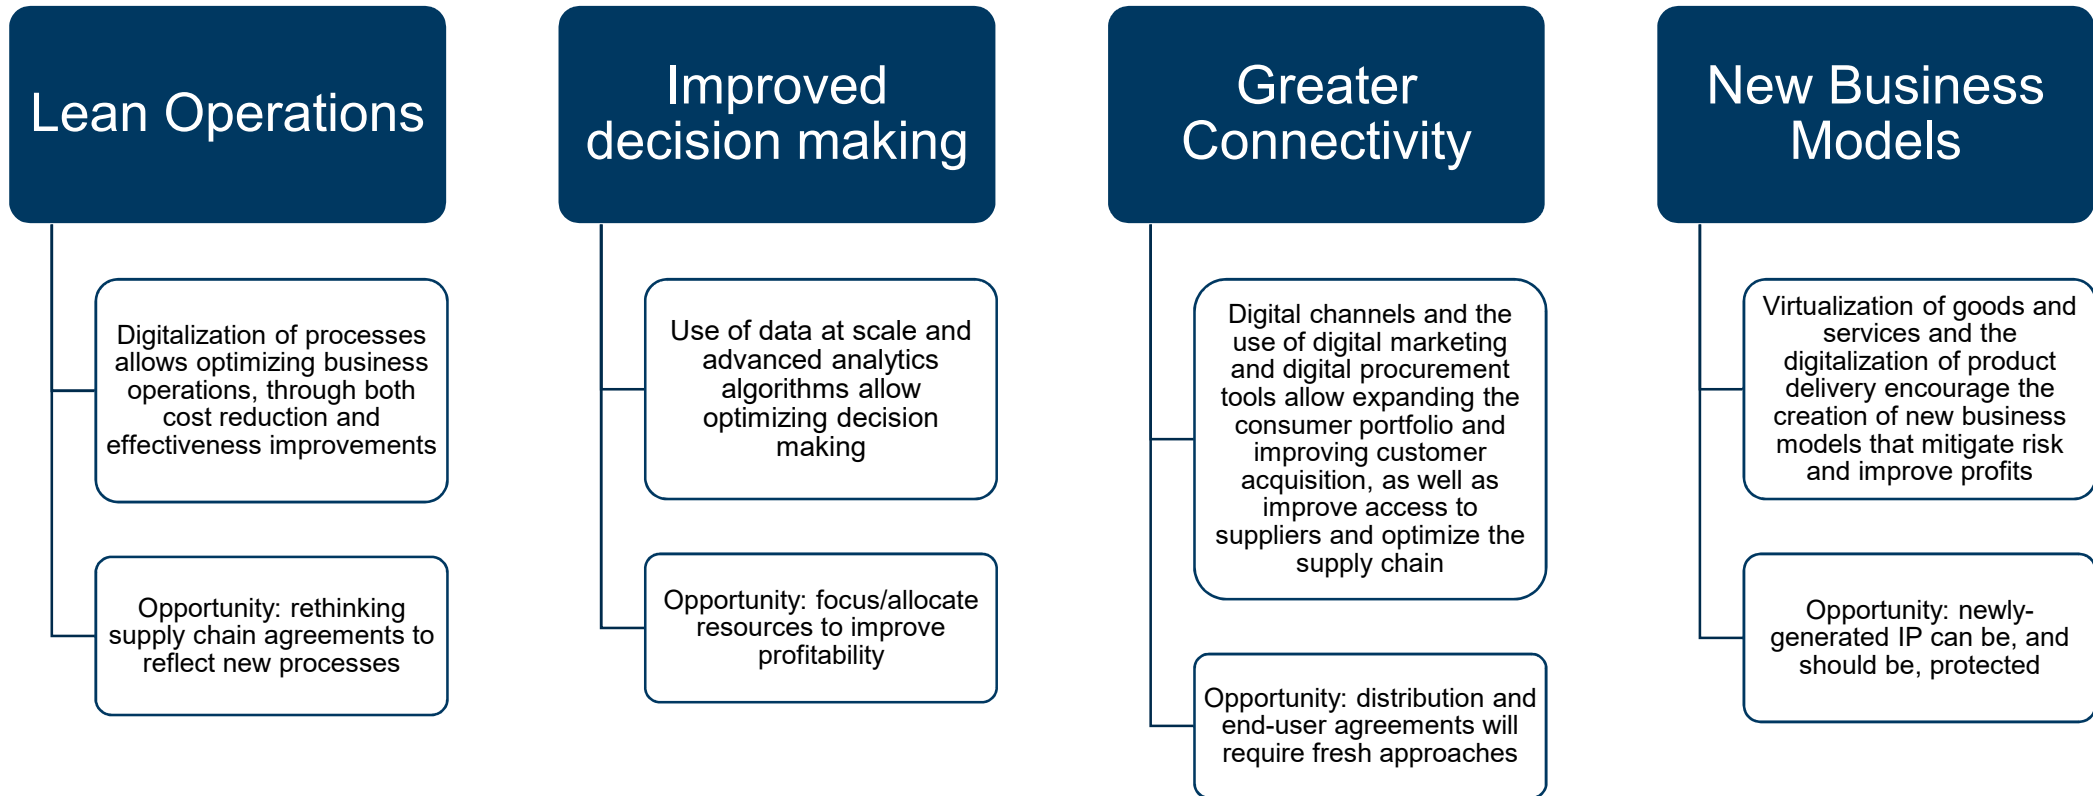 Lean Operations
Digitalization of processes
allows optimizing business
operations, through both
cost reduction and
effectiveness improvements
Opportunity: rethinking
supply chain agreements to
reflect new processes
Improved
decision making
Use of data at scale and
advanced analytics
algorithms allow
optimizing decision
making
Opportunity: focus/allocate
resources to improve
profitability
Greater
Connectivity
Digital channels and the
use of digital marketing
and digital procurement
tools allow expanding the
consumer portfolio and
improving customer
acquisition, as well as
improve access to
suppliers and optimize the
supply chain
Opportunity: distribution and
end-user agreements will
require fresh approaches
New Business
Models
Virtualization of goods and
services and the
digitalization of product
delivery encourage the
creation of new business
models that mitigate risk
and improve profits
Opportunity: newly-
generated IP can be, and
should be, protected